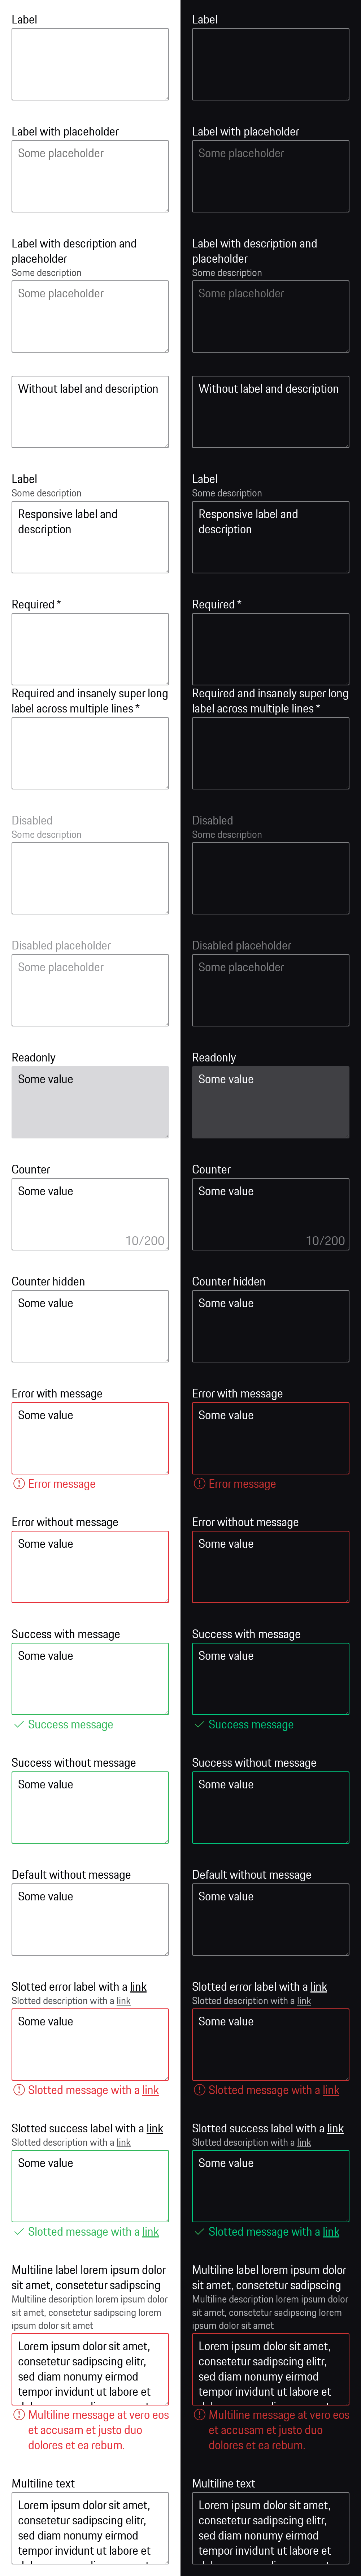 Label
Label with placeholder
Some placeholder
Label with description and
placeholder
Some description
Some placeholder
Without label and description
Label
Some description
Responsive label and
description
Required *
Required and insanely super long
label across multiple lines *
Disabled
Some description
Disabled placeholder
Some placeholder
Readonly
Some value
Counter
Some value
10/200
Counter hidden
Some value
Error with message
Some value
Error message
Error without message
Some value
Success with message
Some value
Success message
Success without message
Some value
Default without message
Some value
Slotted error label with a link
Slotted description with a link
Some value
Slotted message with a link
Slotted success label with a link
Slotted description with a link
Some value
Slotted message with a link
Multiline label lorem ipsum dolor
sit amet, consetetur sadipscing
Multiline description lorem ipsum dolor
sit amet, consetetur sadipscing lorem
ipsum dolor sit amet
Lorem ipsum dolor sit amet,
consetetur sadipscing elitr,
sed diam nonumy eirmod
tempor invidunt ut labore et
Multiline message at vero eos
et accusam et justo duo
dolores et ea rebum.
Multiline text
Lorem ipsum dolor sit amet,
consetetur sadipscing elitr,
sed diam nonumy eirmod
tempor invidunt ut labore et
Label
Label with placeholder
Some placeholder
Label with description and
placeholder
Some description
Some placeholder
Without label and description
Label
Some description
Responsive label and
description
Required *
Required and insanely super long
label across multiple lines *
Disabled
Some description
Disabled placeholder
Some placeholder
Readonly
Some value
Counter
Some value
10/200
Counter hidden
Some value
Error with message
Some value
Error message
Error without message
Some value
Success with message
Some value
Success message
Success without message
Some value
Default without message
Some value
Slotted error label with a link
Slotted description with a link
Some value
Slotted message with a link
Slotted success label with a link
Slotted description with a link
Some value
Slotted message with a link
Multiline label lorem ipsum dolor
sit amet, consetetur sadipscing
Multiline description lorem ipsum dolor
sit amet, consetetur sadipscing lorem
ipsum dolor sit amet
Lorem ipsum dolor sit amet,
consetetur sadipscing elitr,
sed diam nonumy eirmod
tempor invidunt ut labore et
Multiline message at vero eos
et accusam et justo duo
dolores et ea rebum.
Multiline text
Lorem ipsum dolor sit amet,
consetetur sadipscing elitr,
sed diam nonumy eirmod
tempor invidunt ut labore et